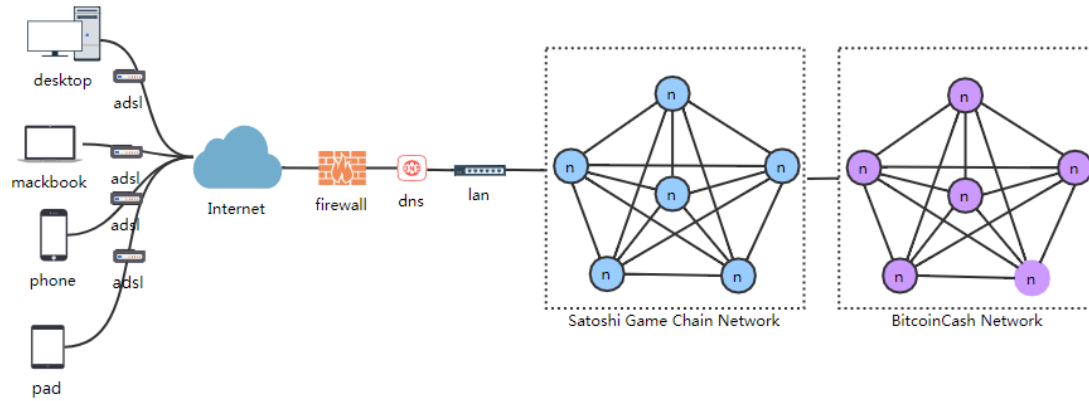 desktop
adsl
mackbook
adsl
adsl
phone
adsl
pad
Internet
firewall
dns
lan
n
n
n
n
n
n
Satoshi Game Chain Network
n
n
n
n
n
n
BitcoinCash Network